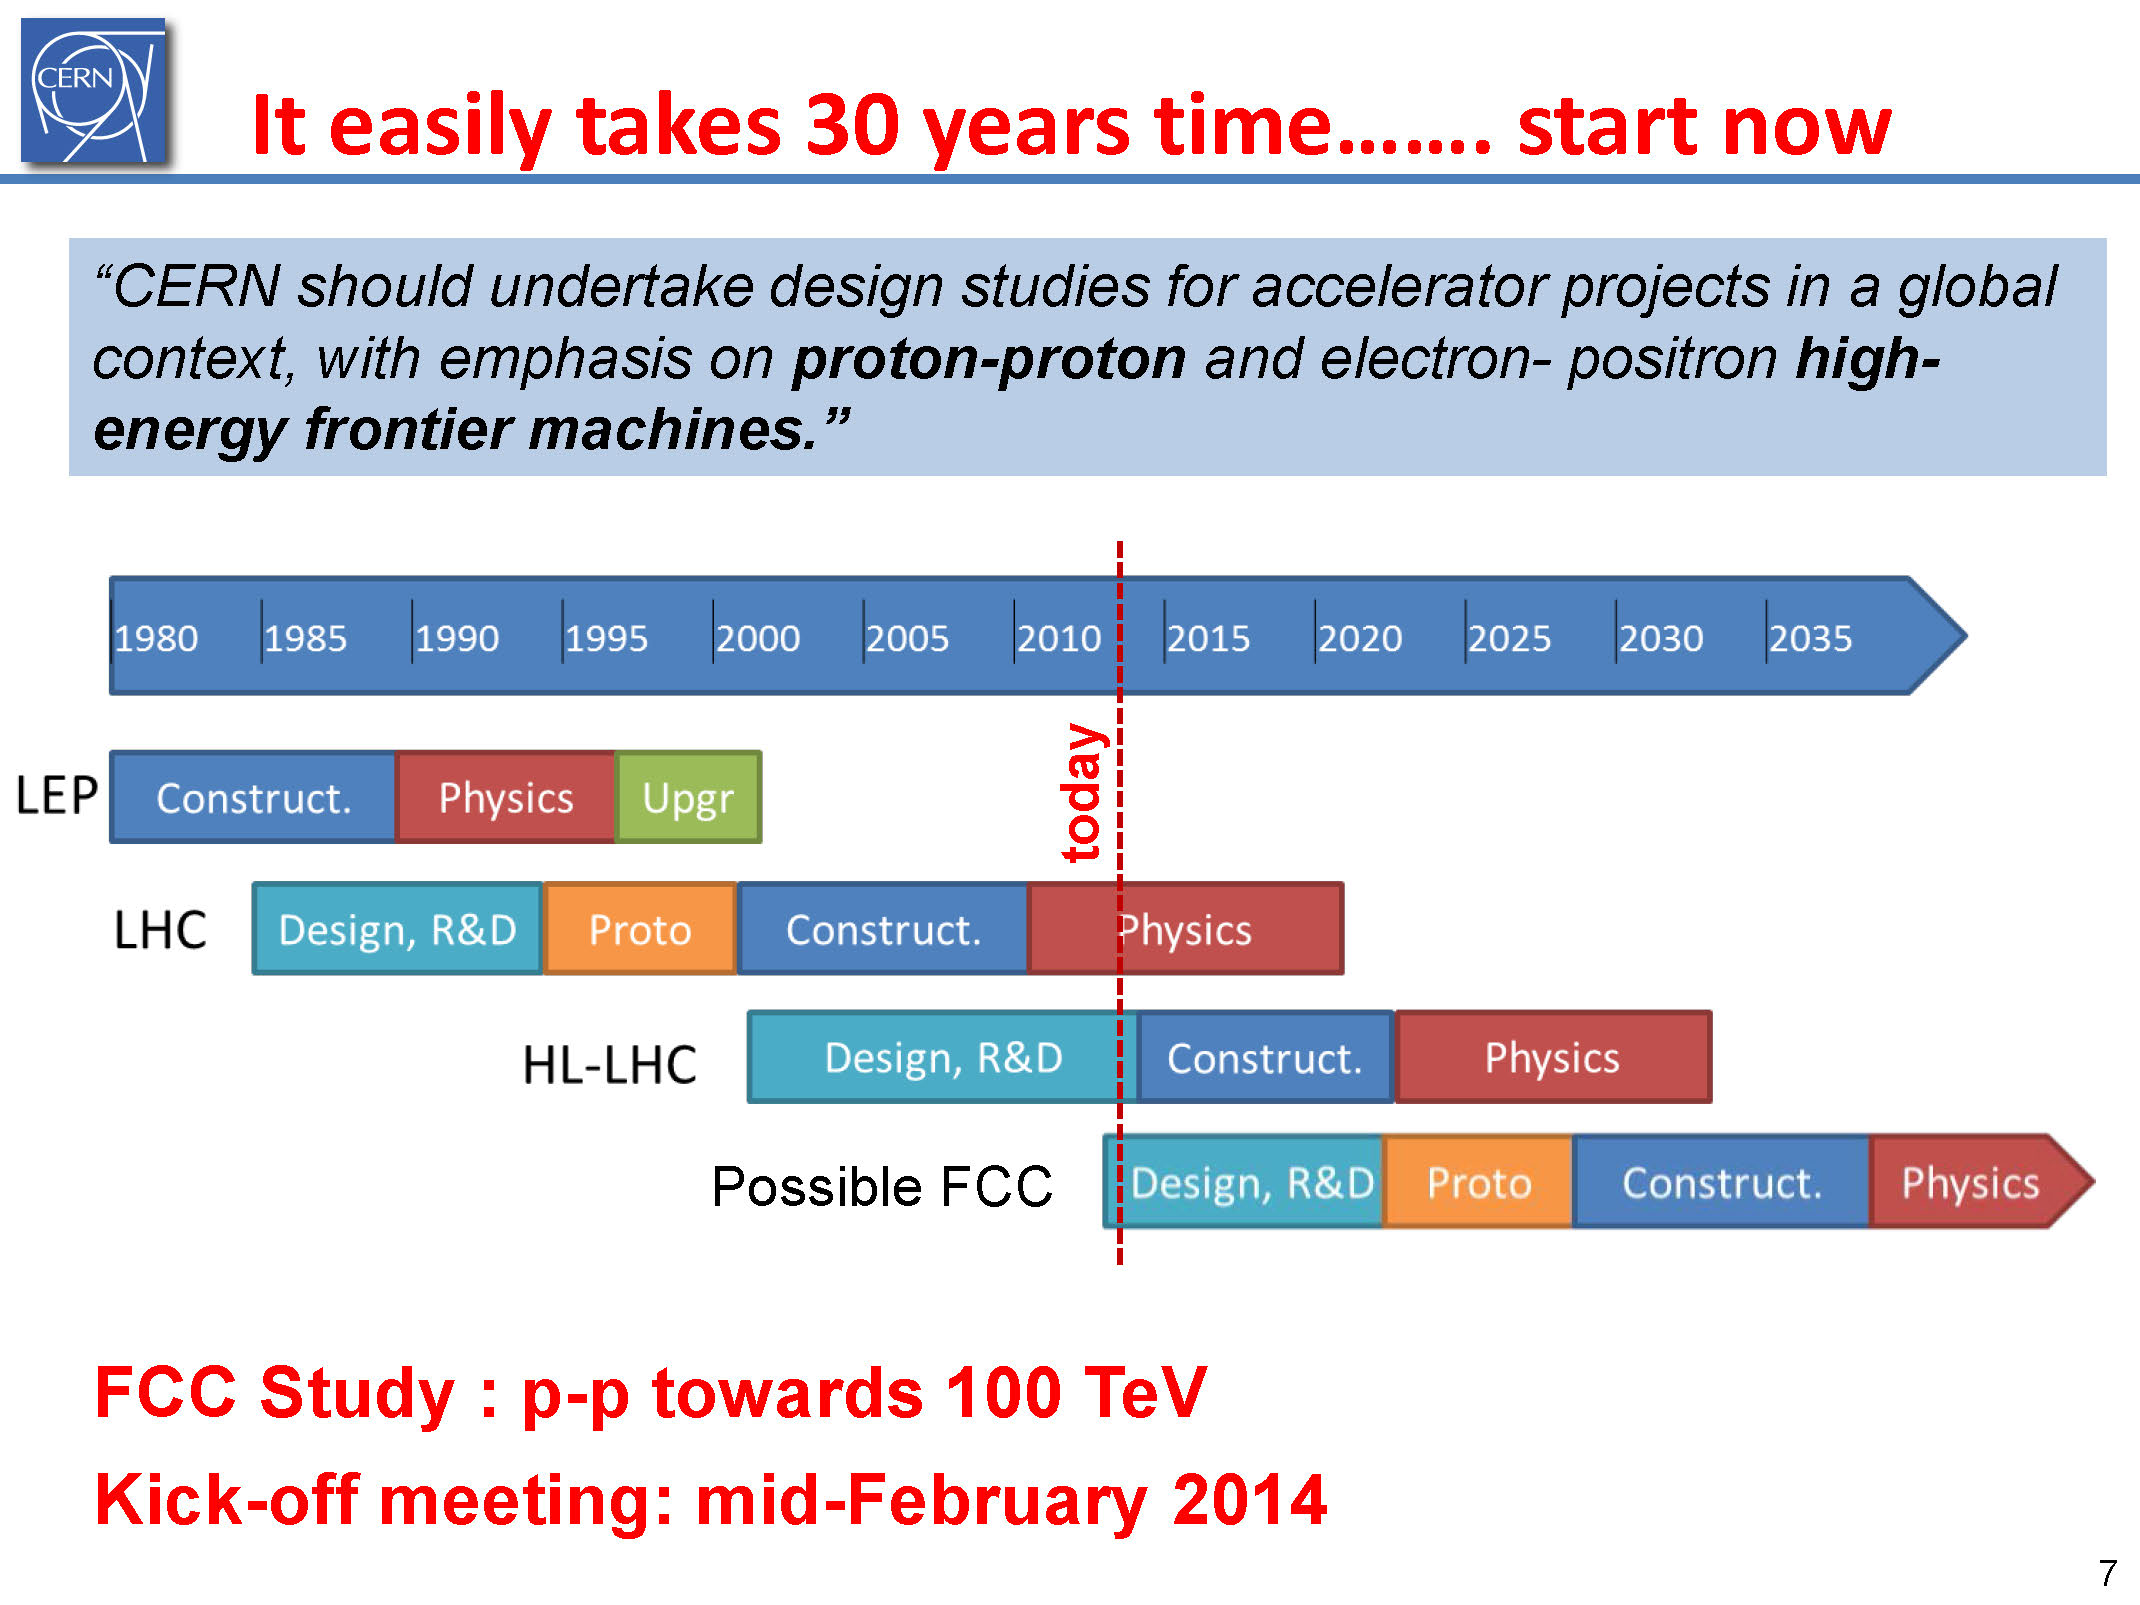 CERN
It easily takes 30 years time……. start now
“CERN should undertake design studies for accelerator projects in a global
context, with emphasis on proton-proton and electron- positron high-
energy frontier machines.”
1980 1985 1990 1995 2000 2005 2010 2015 2020 2025 2030 2035
today
LEP Construct. Physics Upgr
LHC Design, R&D Proto Construct. Physics
HL-LHC Design, R&D Construct. Physics
Possible FCC Design, R&D Proto Construct. Physics
FCC Study : p-p towards 100 TeV
Kick-off meeting: mid-February 2014
7